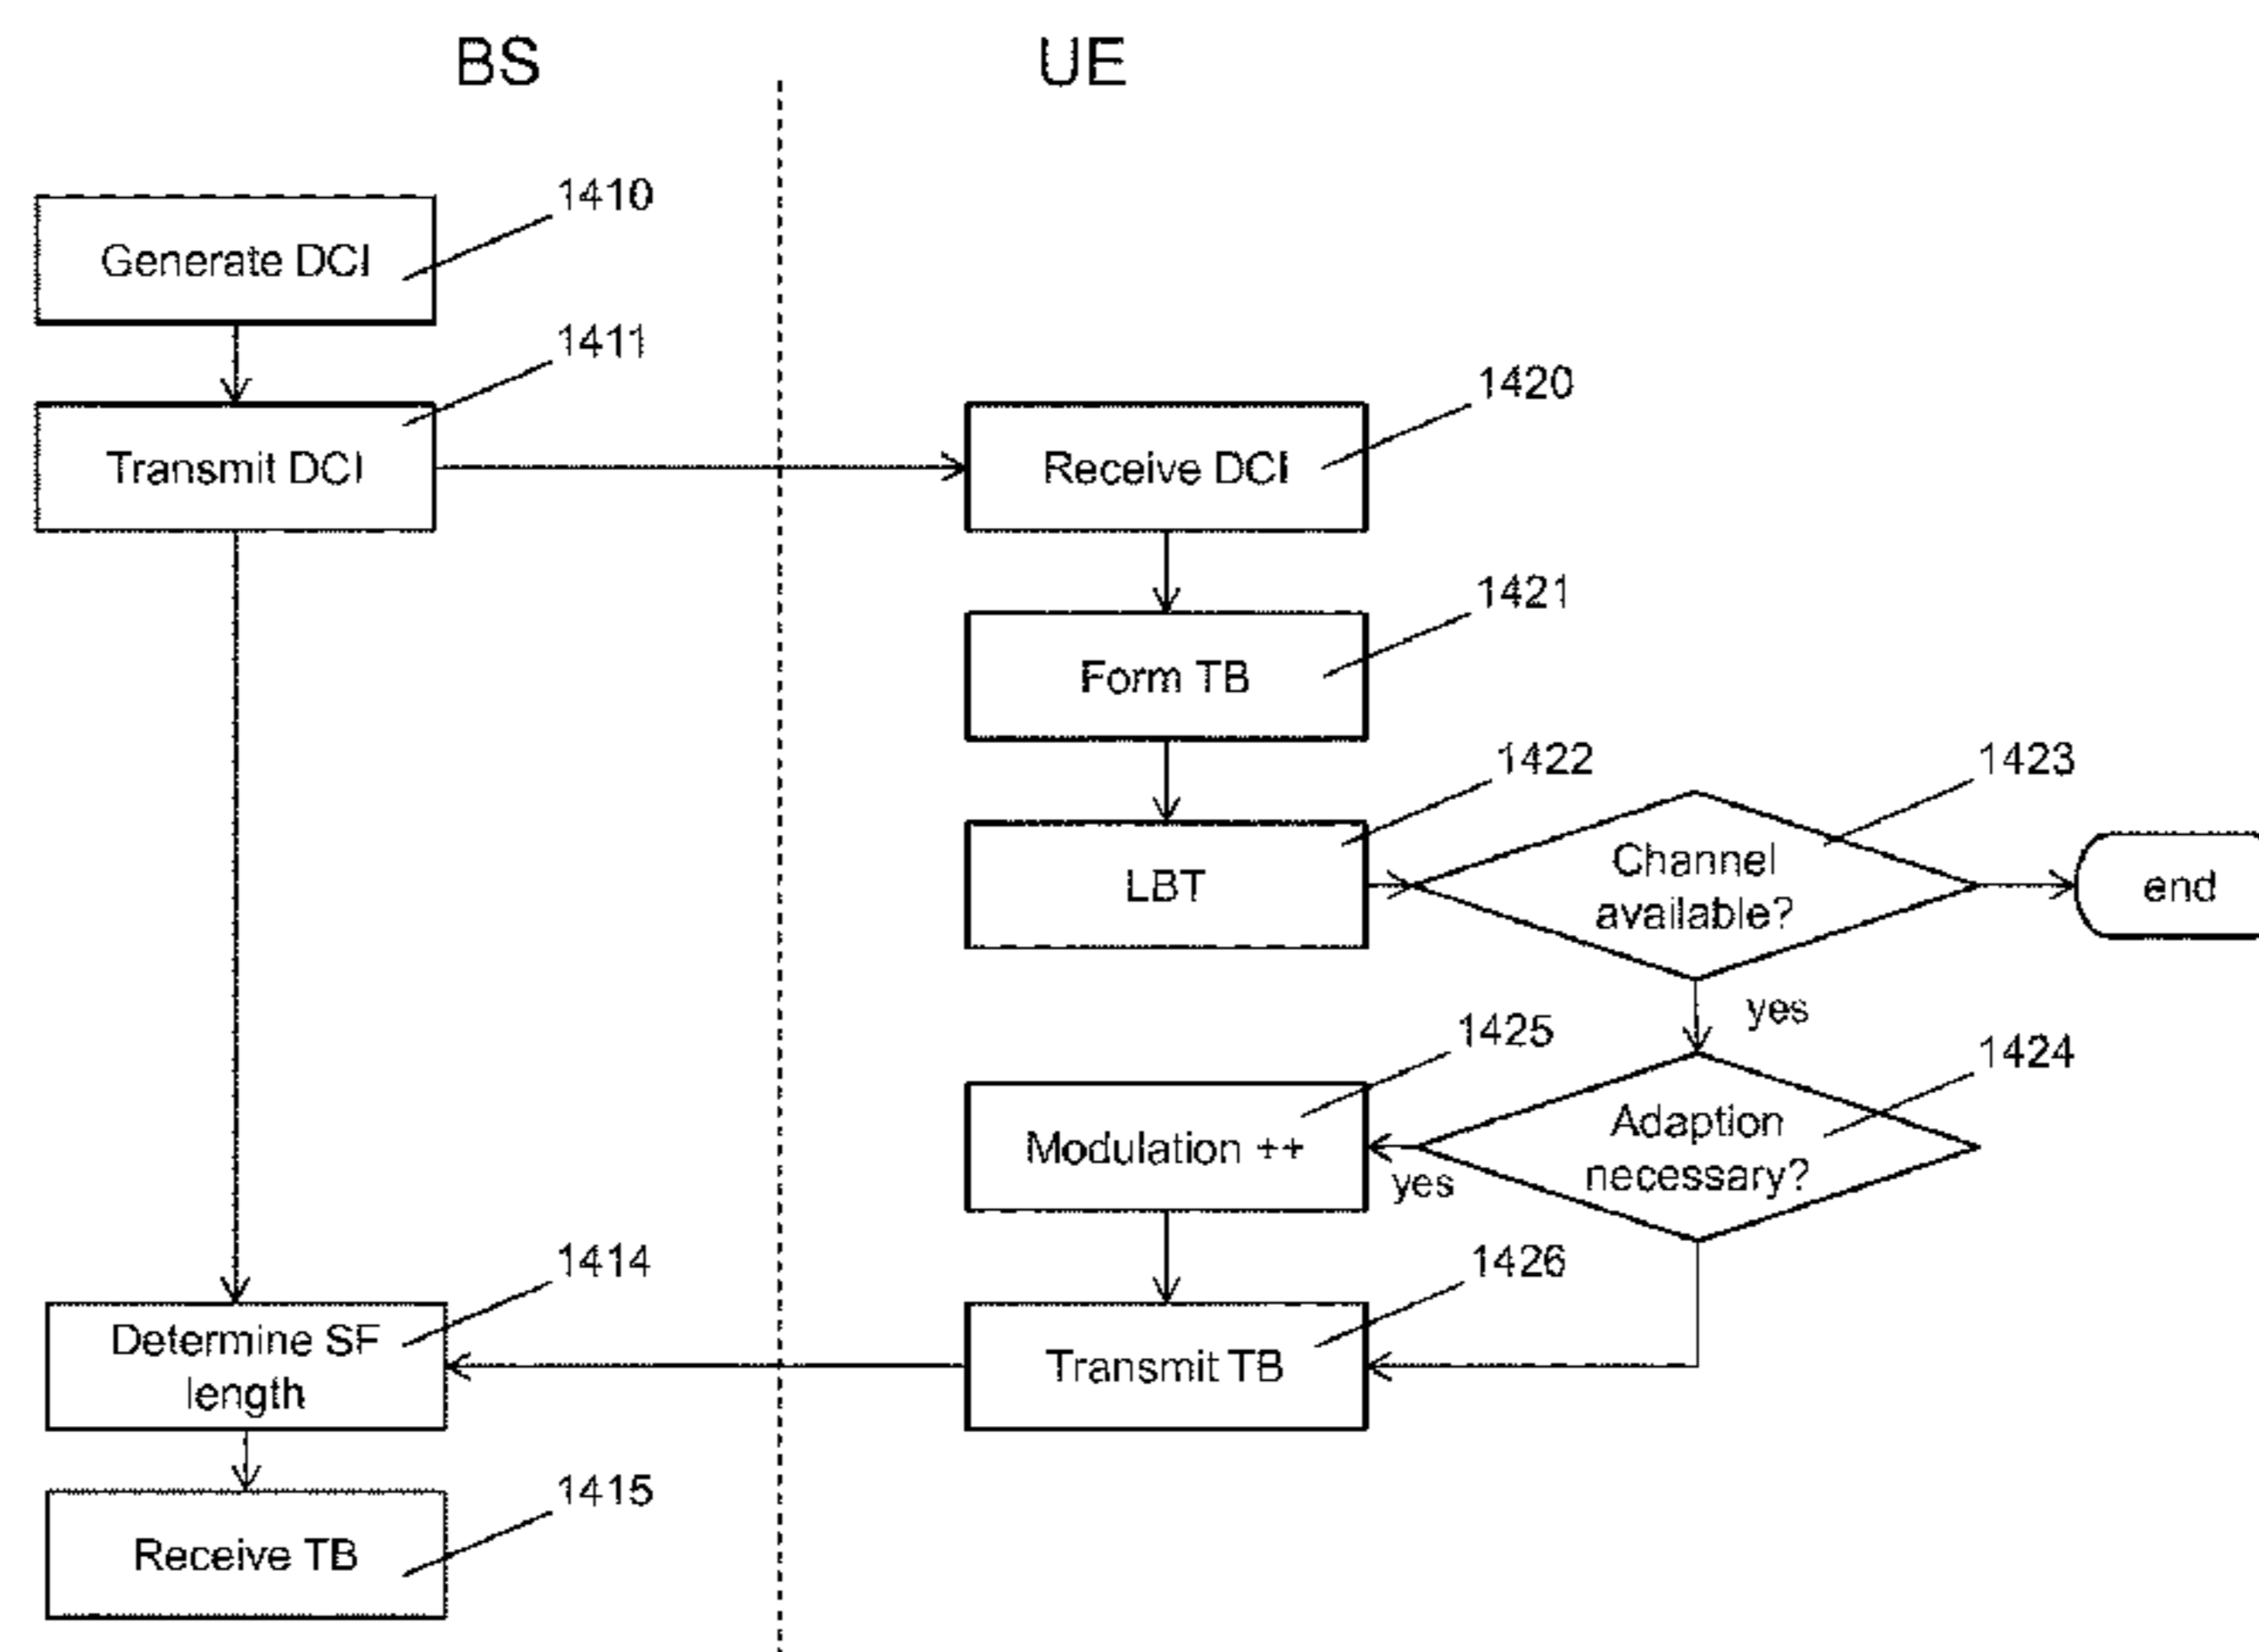 BS
UE
1410
Generate DCI
1411
Transmit DCI
1420
Receive DCI
1421
Form TB
1422
LBT
1423
Channel
available?
end
yes
1424
Adaption
necessary?
yes
1425
Modulation ++
1426
Transmit TB
1414
Determine SF
length
1415
Receive TB